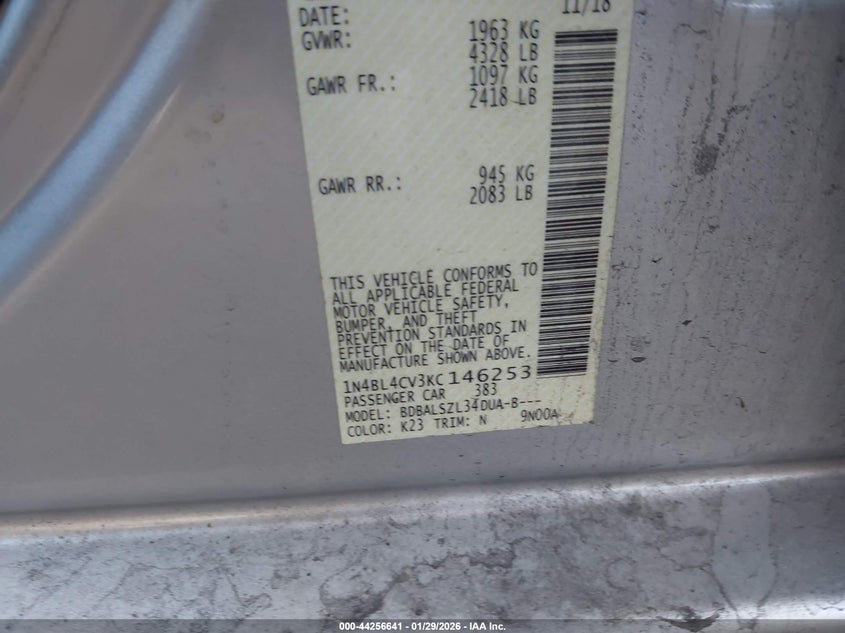 DATE: 11/18
GVWR: 1963 KG
4328 LB
GAWR FR.: 1097 KG
2418 LB
GAWR RR.: 945 KG
2083 LB
THIS VEHICLE CONFORMS TO
ALL APPLICABLE FEDERAL
MOTOR VEHICLE SAFETY,
BUMPER, AND THEFT
PREVENTION STANDARDS IN
EFFECT ON THE DATE OF
MANUFACTURE SHOWN ABOVE.
1N4BL4CV3KC146253
PASSENGER CAR 383
MODEL: BDBALSZL34DUA-B---
COLOR: K23 TRIM: N 9N00A
000-44256641 - 01/29/2026 - IAA Inc.